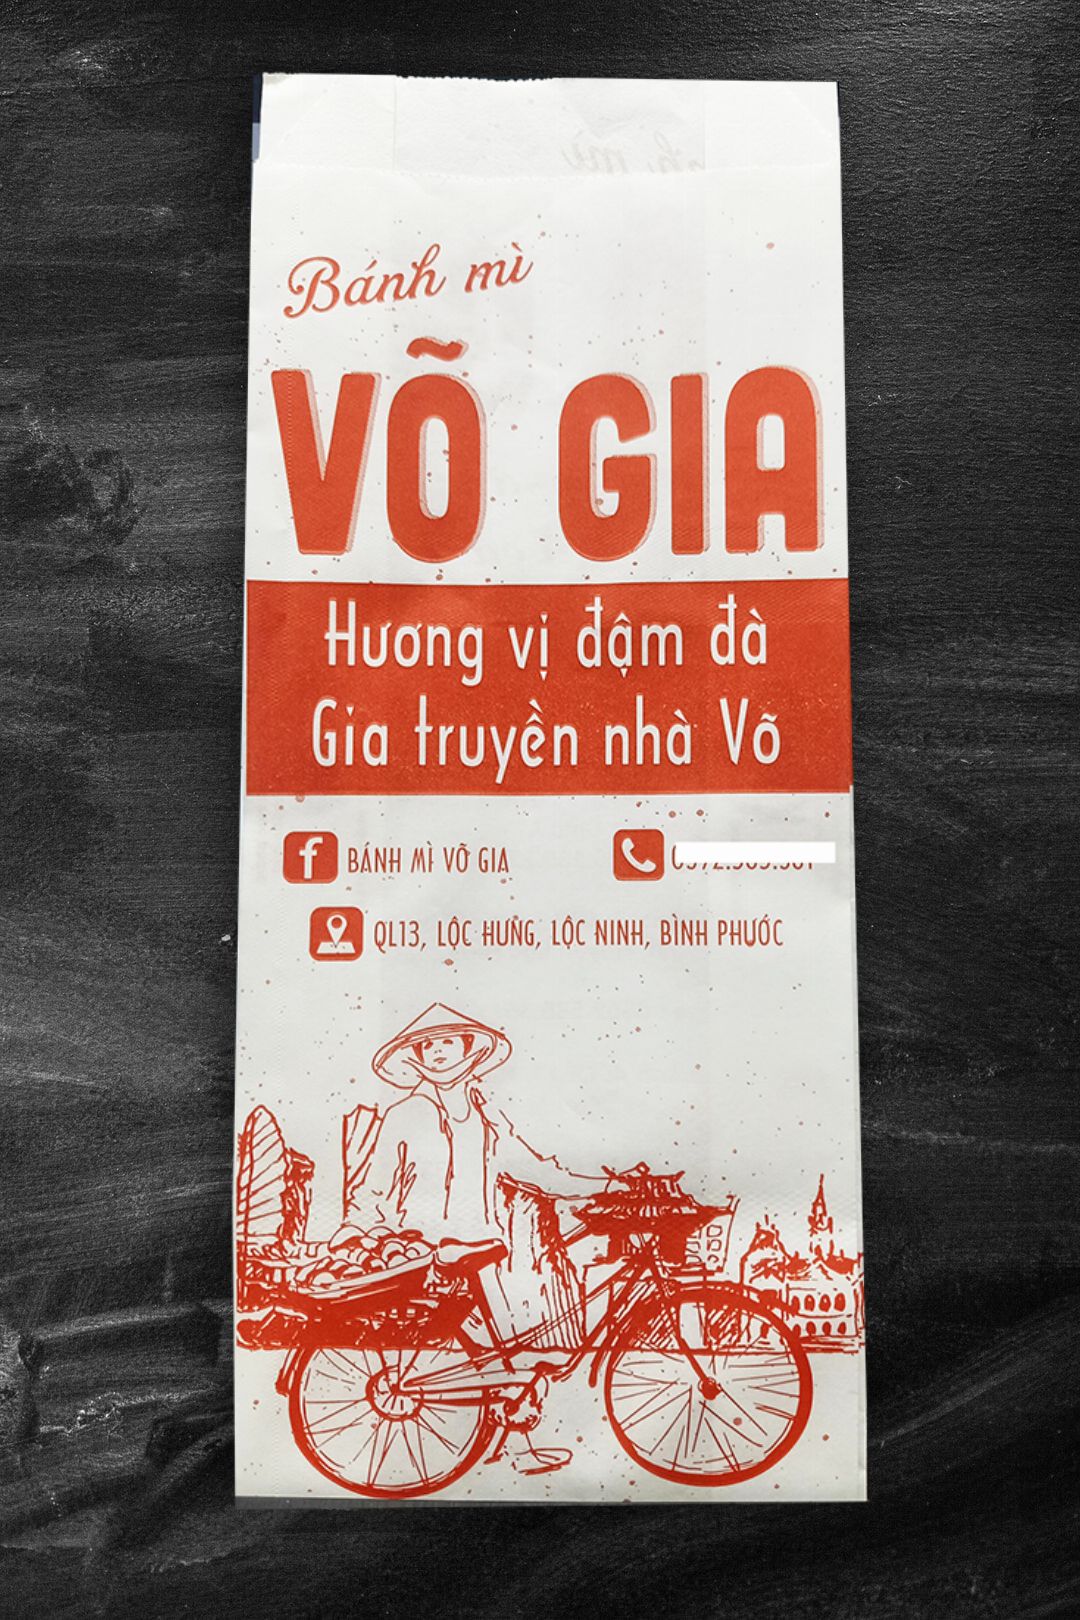 Bánh mì
VÕ GIA
Hương vị đậm đà
Gia truyền nhà Võ
BÁNH MÌ VÕ GIA
QL13, LỘC HƯNG, LỘC NINH, BÌNH PHƯỚC